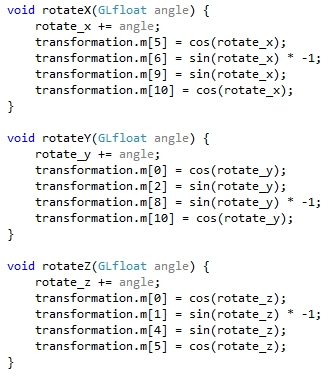 void rotateX(GLfloat angle) {
    rotate_x += angle;
    transformation.m[5] = cos(rotate_x);
    transformation.m[6] = sin(rotate_x) * -1;
    transformation.m[9] = sin(rotate_x);
    transformation.m[10] = cos(rotate_x);
}

void rotateY(GLfloat angle) {
    rotate_y += angle;
    transformation.m[0] = cos(rotate_y);
    transformation.m[2] = sin(rotate_y);
    transformation.m[8] = sin(rotate_y) * -1;
    transformation.m[10] = cos(rotate_y);
}

void rotateZ(GLfloat angle) {
    rotate_z += angle;
    transformation.m[0] = cos(rotate_z);
    transformation.m[1] = sin(rotate_z) * -1;
    transformation.m[4] = sin(rotate_z);
    transformation.m[5] = cos(rotate_z);
}